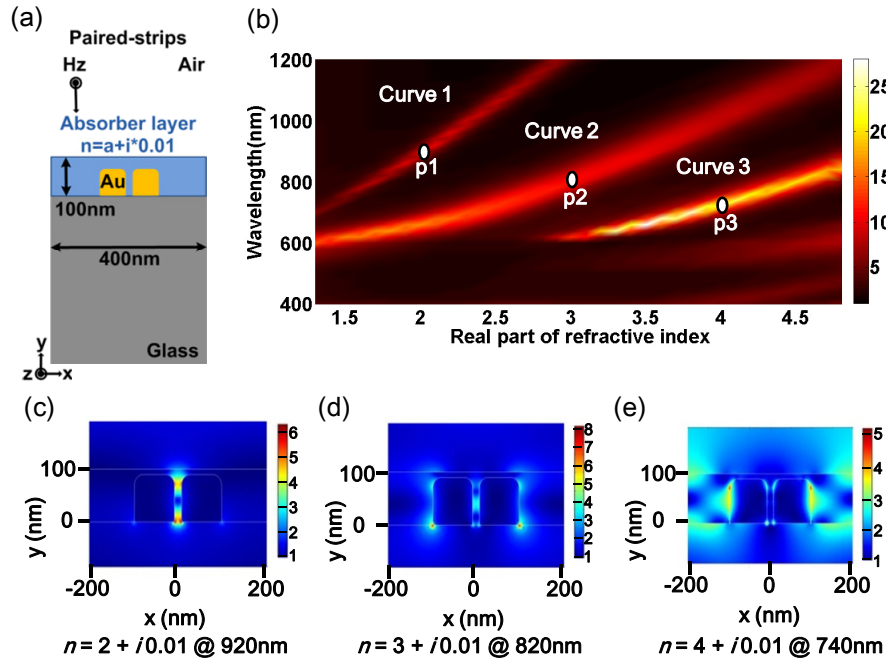 (a)
Paired-strips
Hz
Air
Absorber layer
n=a+i*0.01
Au
100nm
400nm
Glass
y
z
x
(b)
Wavelength(nm)
1200
1000
800
600
400
Curve 1
Curve 2
Curve 3
p1
p2
p3
1.5 2 2.5 3 3.5 4 4.5
Real part of refractive index
25
20
15
10
5
(c)
y (nm)
100
0
-200 0 200
x (nm)
6
5
4
3
2
1
n = 2 + i 0.01 @ 920nm
(d)
y (nm)
100
0
-200 0 200
x (nm)
8
7
6
5
4
3
2
1
n = 3 + i 0.01 @ 820nm
(e)
y (nm)
100
0
-200 0 200
x (nm)
5
4
3
2
1
n = 4 + i 0.01 @ 740nm